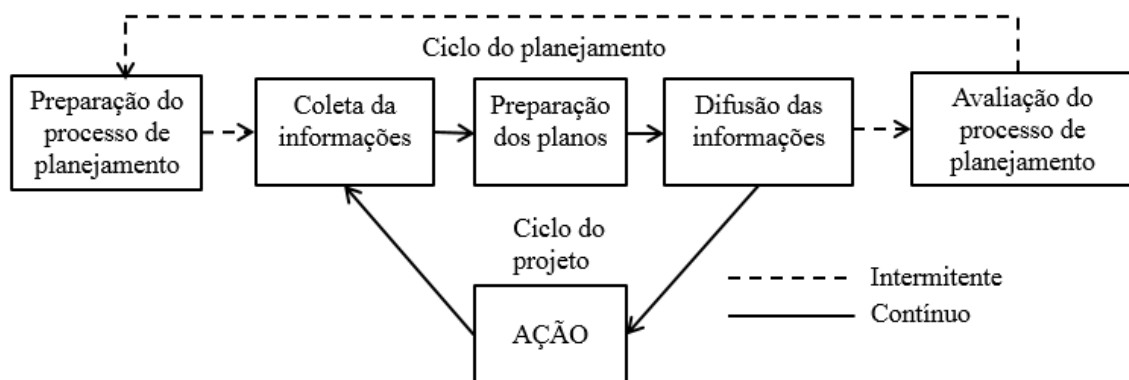 Ciclo do planejamento
Preparação do
processo de
planejamento
Coleta da
informações
Preparação
dos planos
Difusão das
informações
Avaliação do
processo de
planejamento
Ciclo do
projeto
AÇÃO
Intermitente
Contínuo